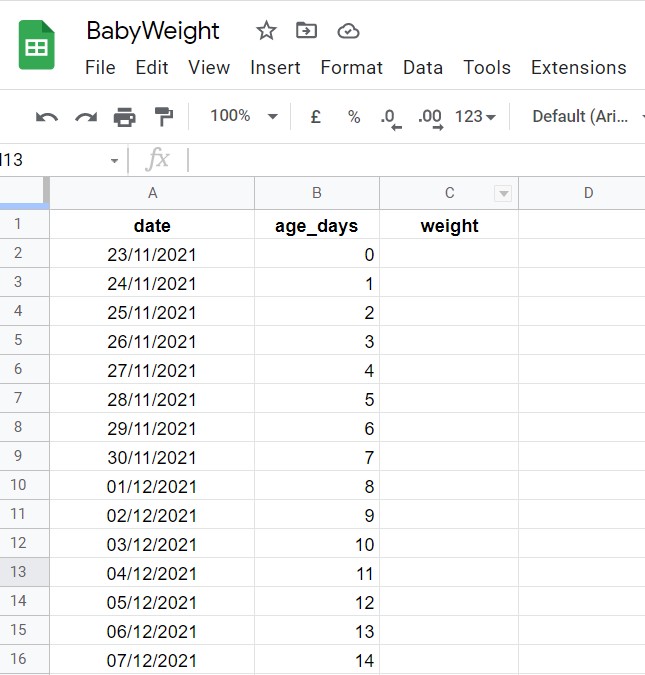 BabyWeight
File Edit View Insert Format Data Tools Extensions
100% £ % .0 .00 123 Default (Ari...
fx
A B C D
1 date age_days weight
2 23/11/2021 0
3 24/11/2021 1
4 25/11/2021 2
5 26/11/2021 3
6 27/11/2021 4
7 28/11/2021 5
8 29/11/2021 6
9 30/11/2021 7
10 01/12/2021 8
11 02/12/2021 9
12 03/12/2021 10
13 04/12/2021 11
14 05/12/2021 12
15 06/12/2021 13
16 07/12/2021 14